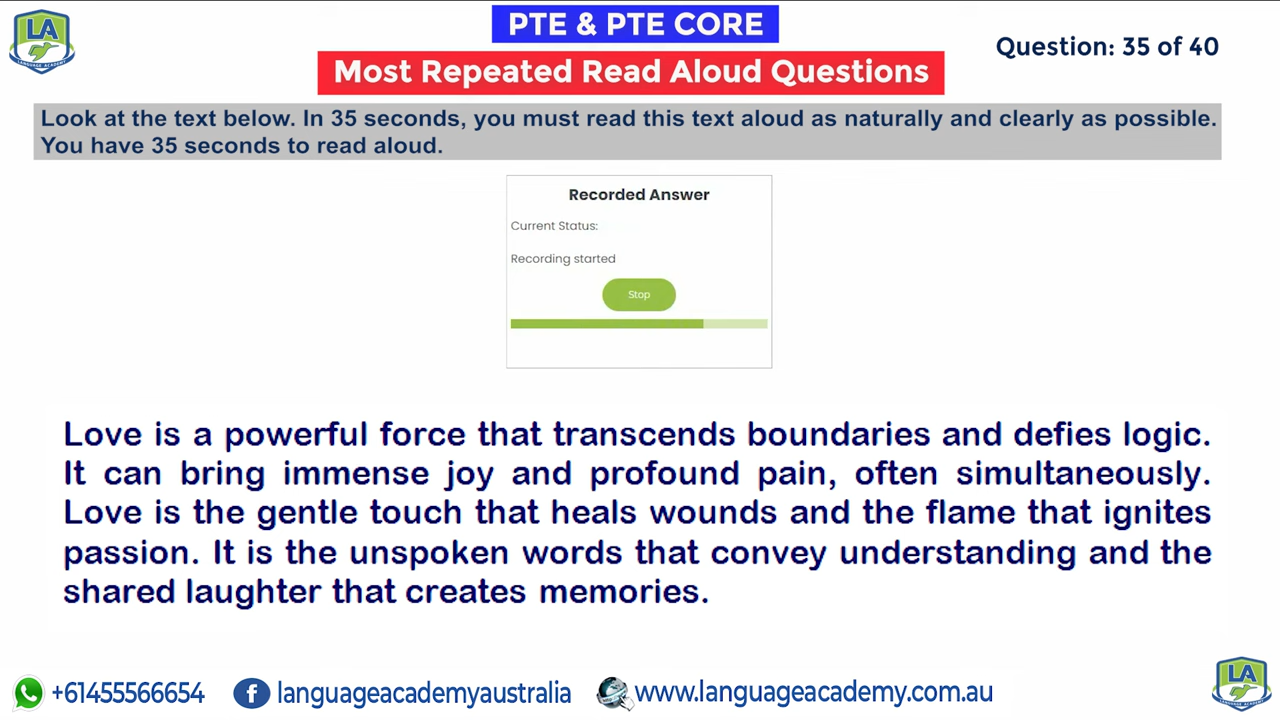 LA
LANGUAGE ACADEMY
PTE & PTE CORE
Most Repeated Read Aloud Questions
Question: 35 of 40
Look at the text below. In 35 seconds, you must read this text aloud as naturally and clearly as possible.
You have 35 seconds to read aloud.
Recorded Answer
Current Status:
Recording started
Stop
Love is a powerful force that transcends boundaries and defies logic.
It can bring immense joy and profound pain, often simultaneously.
Love is the gentle touch that heals wounds and the flame that ignites
passion. It is the unspoken words that convey understanding and the
shared laughter that creates memories.
+61455566654
languageacademyaustralia
www.languageacademy.com.au
LA
LANGUAGE ACADEMY